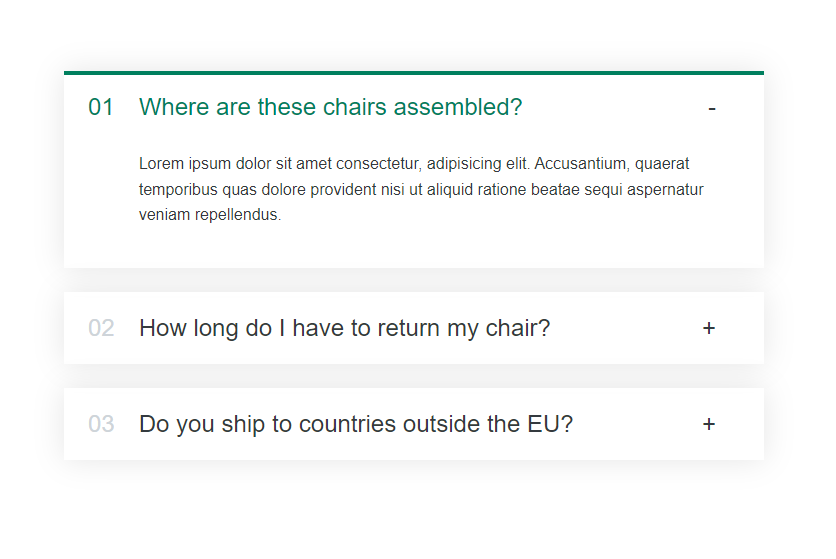 01 Where are these chairs assembled? -
Lorem ipsum dolor sit amet consectetur, adipisicing elit. Accusantium, quaerat
temporibus quas dolore provident nisi ut aliquid ratione beatae sequi aspernatur
veniam repellendus.
02 How long do I have to return my chair? +
03 Do you ship to countries outside the EU? +